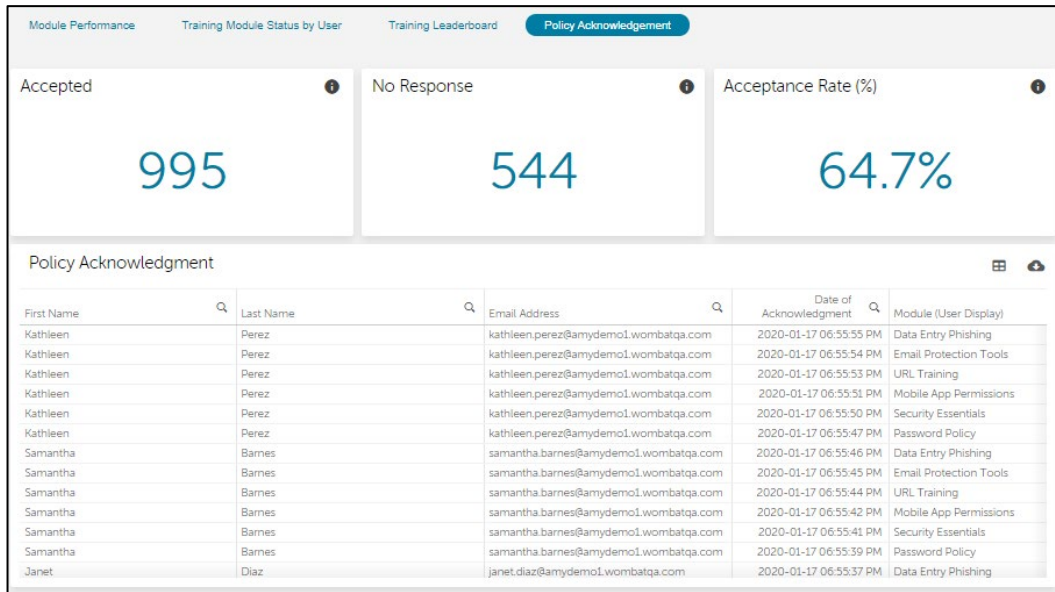 Module Performance Training Module Status by User Training Leaderboard Policy Acknowledgement
Accepted No Response Acceptance Rate (%)
995 544 64.7%
Policy Acknowledgment
First Name Last Name Email Address Date of Acknowledgment Module (User Display)
Kathleen Perez kathleen.perez@amydemo1.wombatqa.com 2020-01-17 06:55:55 PM Data Entry Phishing
Kathleen Perez kathleen.perez@amydemo1.wombatqa.com 2020-01-17 06:55:54 PM Email Protection Tools
Kathleen Perez kathleen.perez@amydemo1.wombatqa.com 2020-01-17 06:55:53 PM URL Training
Kathleen Perez kathleen.perez@amydemo1.wombatqa.com 2020-01-17 06:55:51 PM Mobile App Permissions
Kathleen Perez kathleen.perez@amydemo1.wombatqa.com 2020-01-17 06:55:50 PM Security Essentials
Kathleen Perez kathleen.perez@amydemo1.wombatqa.com 2020-01-17 06:55:47 PM Password Policy
Samantha Barnes samantha.barnes@amydemo1.wombatqa.com 2020-01-17 06:55:46 PM Data Entry Phishing
Samantha Barnes samantha.barnes@amydemo1.wombatqa.com 2020-01-17 06:55:45 PM Email Protection Tools
Samantha Barnes samantha.barnes@amydemo1.wombatqa.com 2020-01-17 06:55:44 PM URL Training
Samantha Barnes samantha.barnes@amydemo1.wombatqa.com 2020-01-17 06:55:42 PM Mobile App Permissions
Samantha Barnes samantha.barnes@amydemo1.wombatqa.com 2020-01-17 06:55:41 PM Security Essentials
Samantha Barnes samantha.barnes@amydemo1.wombatqa.com 2020-01-17 06:55:39 PM Password Policy
Janet Diaz janet.diaz@amydemo1.wombatqa.com 2020-01-17 06:55:37 PM Data Entry Phishing